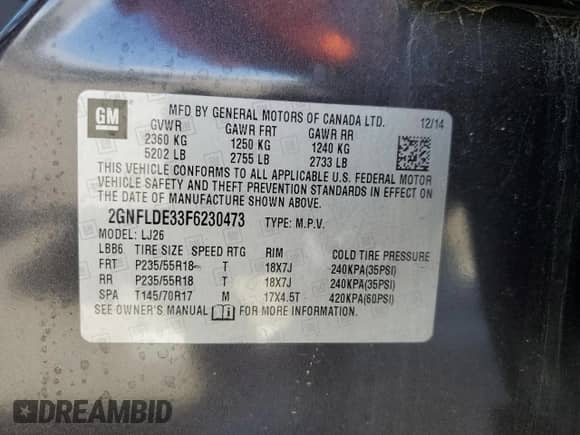 GM
MFD BY GENERAL MOTORS OF CANADA LTD.
12/14
GVWR GAWR FRT GAWR RR
2360 KG 1250 KG 1240 KG
5202 LB 2755 LB 2733 LB
THIS VEHICLE CONFORMS TO ALL APPLICABLE U.S. FEDERAL MOTOR
VEHICLE SAFETY AND THEFT PREVENTION STANDARDS IN EFFECT ON
THE DATE OF MANUFACTURE SHOWN ABOVE.
2GNFLDE33F6230473 TYPE: M.P.V.
MODEL: LJ26
LBB6 TIRE SIZE SPEED RTG RIM COLD TIRE PRESSURE
FRT P235/55R18 T 18X7J 240KPA(35PSI)
RR P235/55R18 T 18X7J 240KPA(35PSI)
SPA T145/70R17 M 17X4.5T 420KPA(60PSI)
SEE OWNER'S MANUAL FOR MORE INFORMATION.
DREAMBID